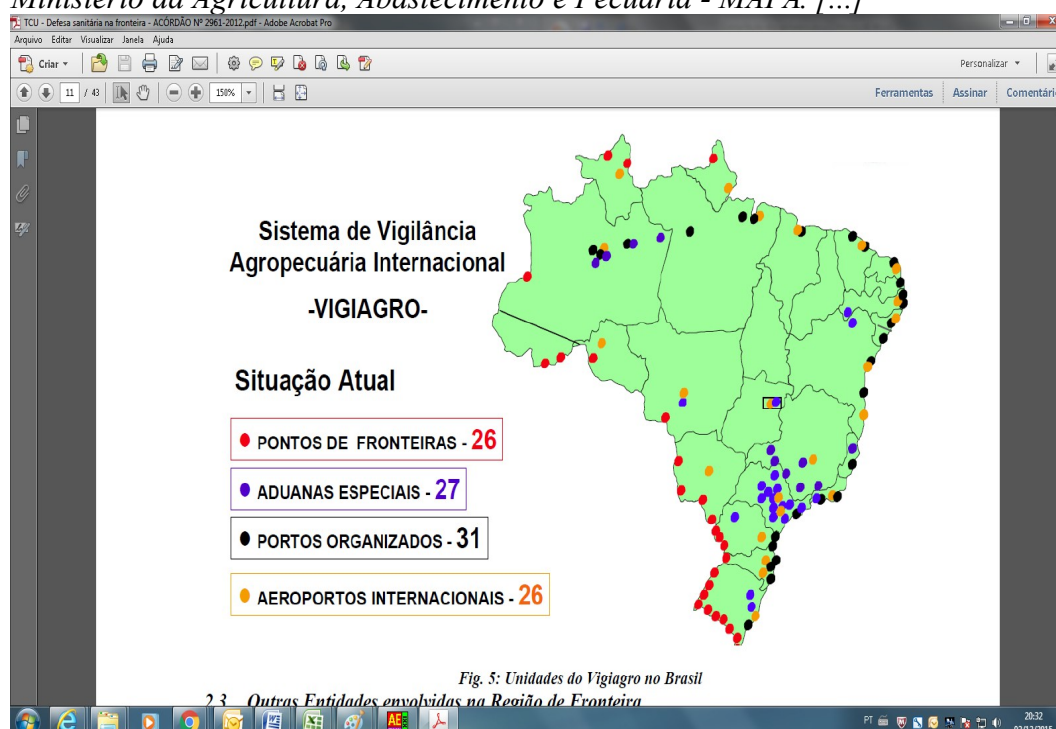 Ministério da Agricultura, Abastecimento e Pecuária - MAPA. [...]
TCU - Defesa sanitária na fronteira - ACÓRDÃO Nº 2961-2012.pdf - Adobe Acrobat Pro
Arquivo Editar Visualizar Janela Ajuda
Criar Personalizar
11 / 43 150% Ferramentas Assinar Comentári
Sistema de Vigilância
Agropecuária Internacional
-VIGIAGRO-
Situação Atual
PONTOS DE FRONTEIRAS - 26
ADUANAS ESPECIAIS - 27
PORTOS ORGANIZADOS - 31
AEROPORTOS INTERNACIONAIS - 26
Fig. 5: Unidades do Vigiagro no Brasil
2.3 Outras Entidades envolvidas na Região de Fronteira
AE PT 20:32